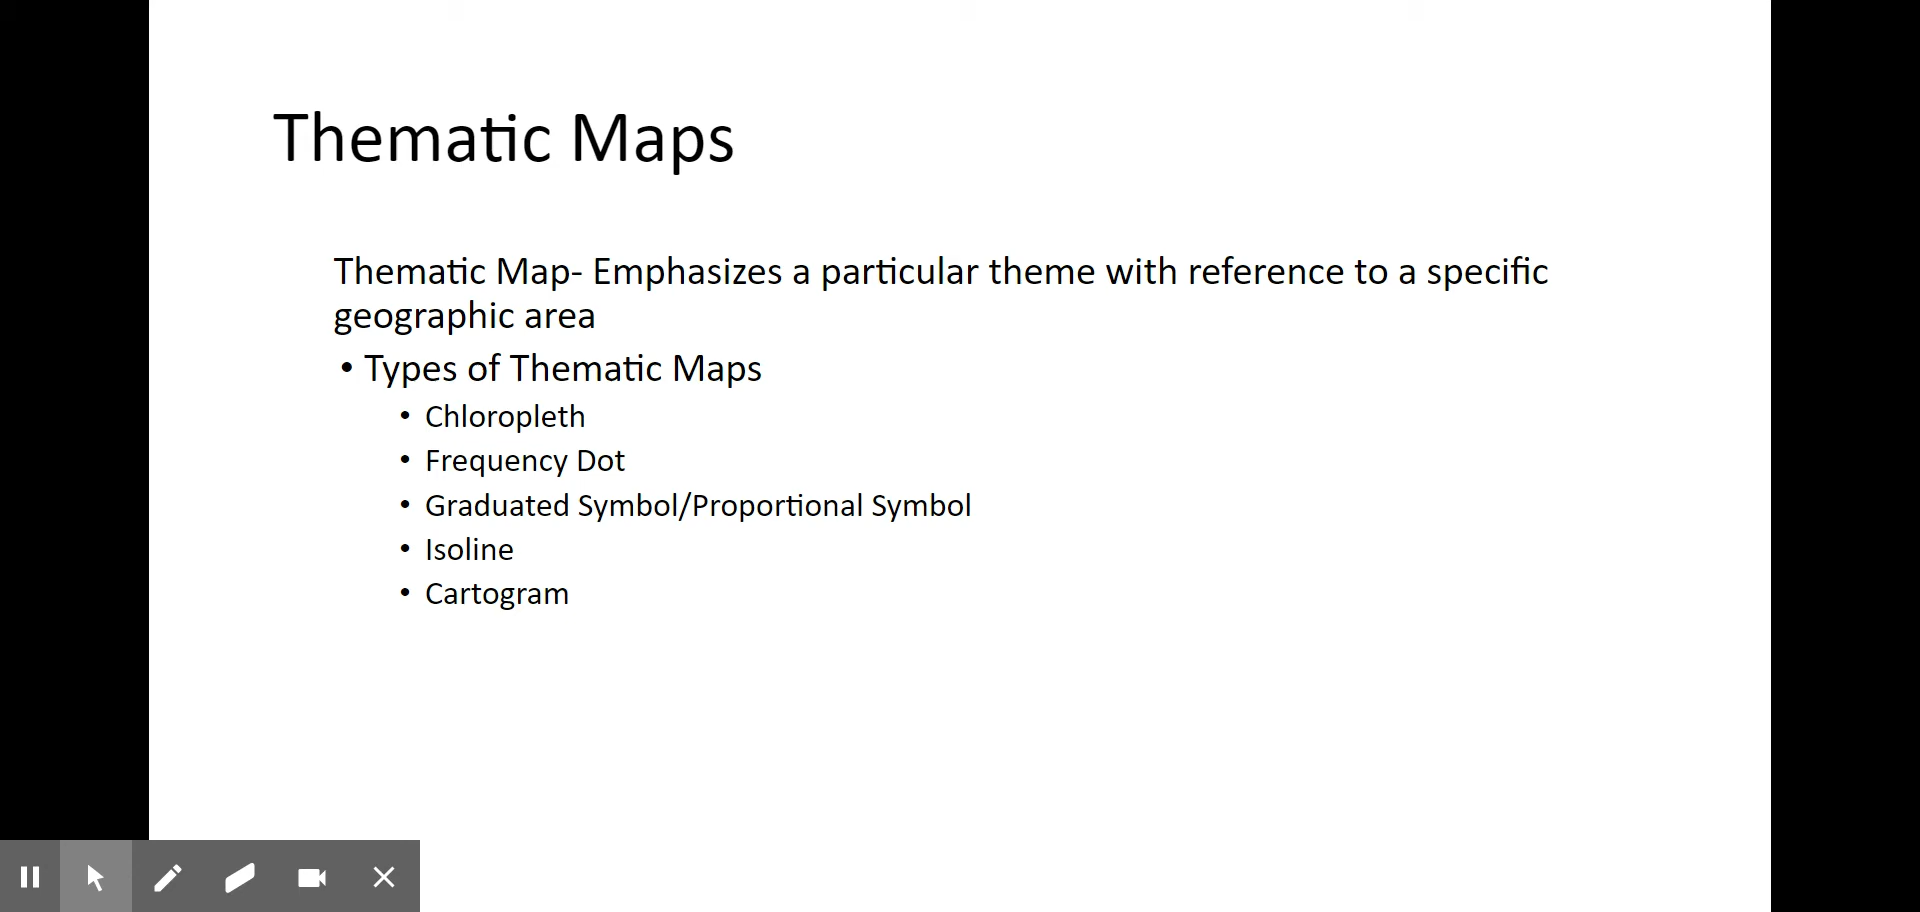 Thematic Maps
Thematic Map- Emphasizes a particular theme with reference to a specific
geographic area
• Types of Thematic Maps
• Chloropleth
• Frequency Dot
• Graduated Symbol/Proportional Symbol
• Isoline
• Cartogram